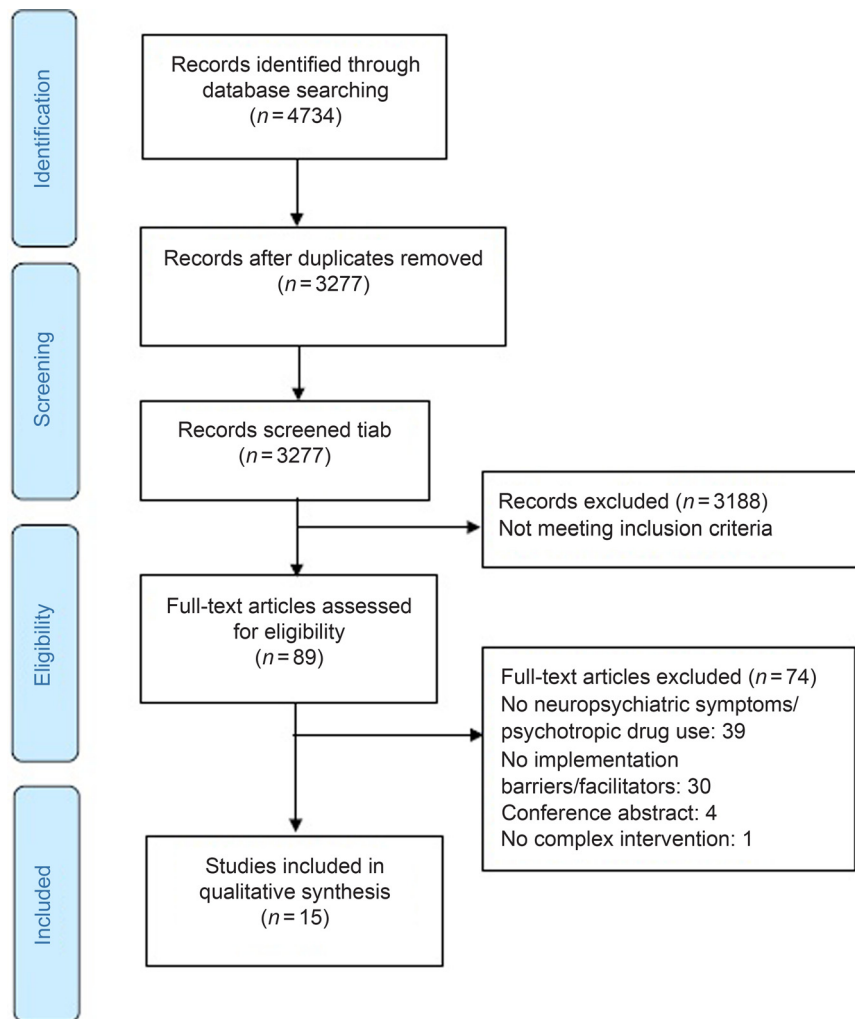 Identification
Records identified through
database searching
(n = 4734)
Records after duplicates removed
(n = 3277)
Screening
Records screened tiab
(n = 3277)
Records excluded (n = 3188)
Not meeting inclusion criteria
Eligibility
Full-text articles assessed
for eligibility
(n = 89)
Full-text articles excluded (n = 74)
No neuropsychiatric symptoms/
psychotropic drug use: 39
No implementation
barriers/facilitators: 30
Conference abstract: 4
No complex intervention: 1
Included
Studies included in
qualitative synthesis
(n = 15)